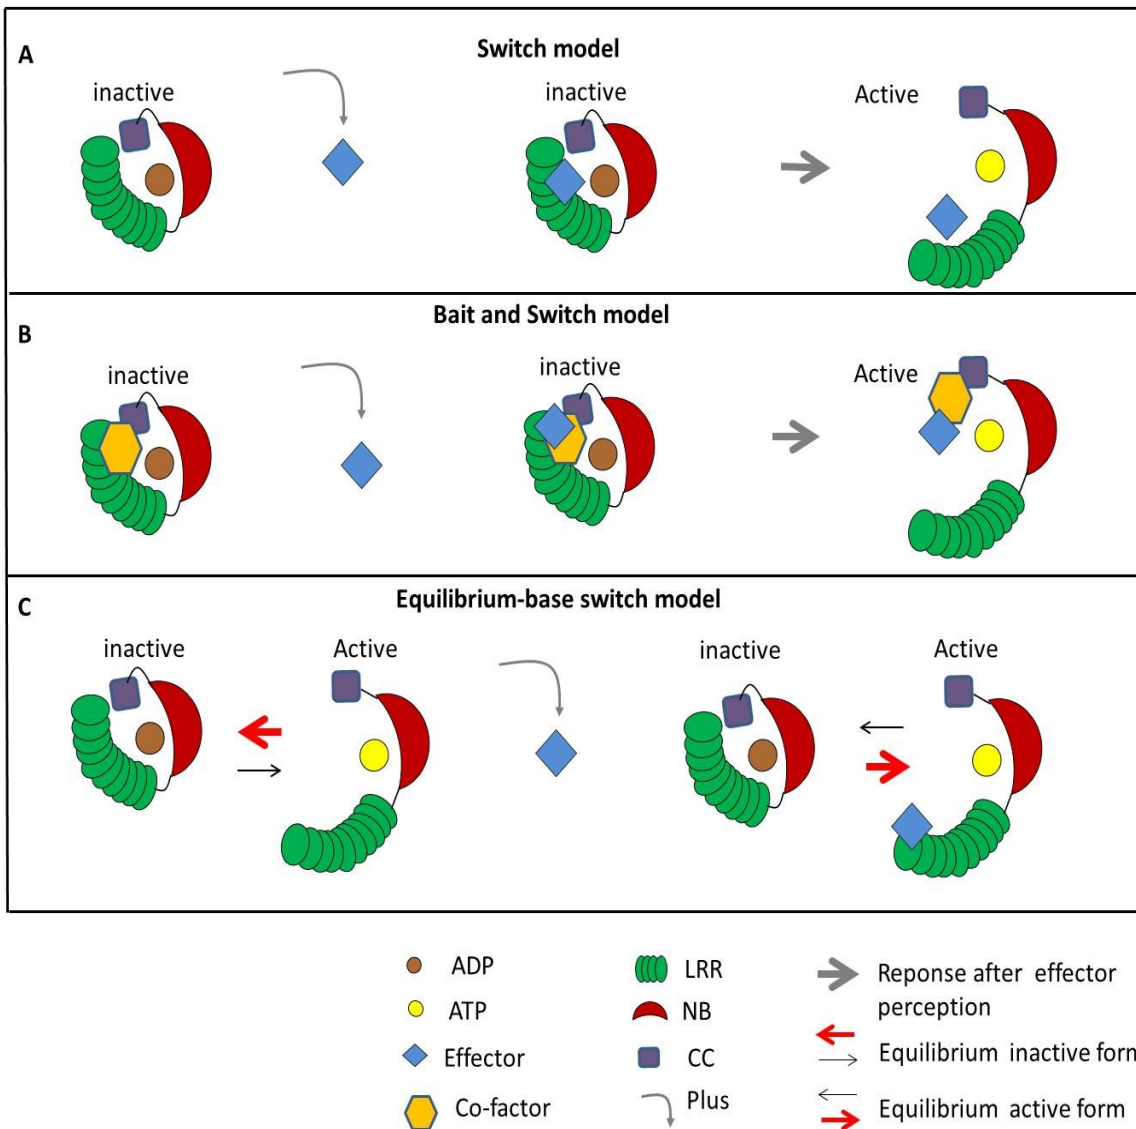 A
Switch model
inactive
inactive
Active
B
Bait and Switch model
inactive
inactive
Active
C
Equilibrium-base switch model
inactive
Active
inactive
Active
ADP
LRR
Reponse after effector
perception
ATP
NB
Effector
CC
Equilibrium inactive form
Co-factor
Plus
Equilibrium active form